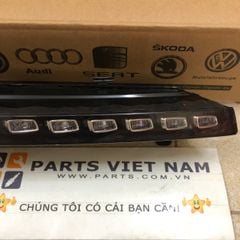 Audi
SEAT
ŠKODA
PARTS VIET NAM
WWW.PARTS.COM.VN
CHÚNG TÔI CÓ CÁI BẠN CẦN!